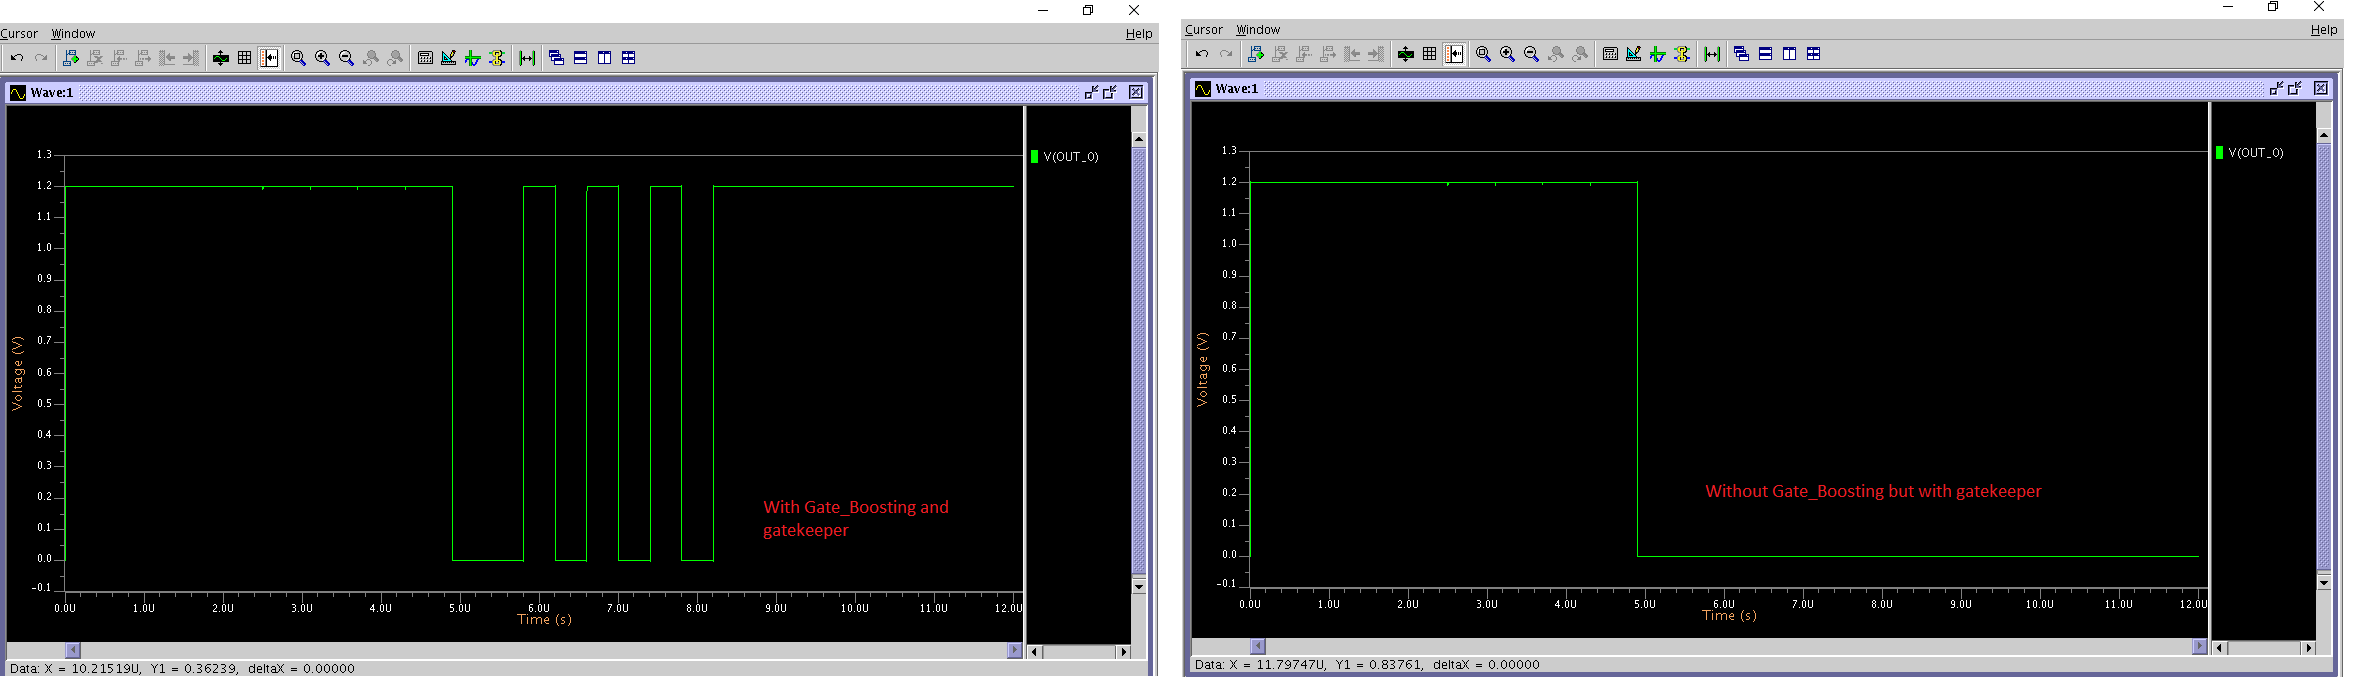 Cursor Window
Help
Wave:1
V(OUT_0)
1.3
1.2
1.1
1.0
0.9
0.8
0.7
0.6
0.5
0.4
0.3
0.2
0.1
0.0
-0.1
Voltage (V)
With Gate_Boosting and
gatekeeper
0.0U 1.0U 2.0U 3.0U 4.0U 5.0U 6.0U 7.0U 8.0U 9.0U 10.0U 11.0U 12.0U
Time (s)
Data: X = 10.21519U, Y1 = 0.36239, deltaX = 0.00000
Cursor Window
Help
Wave:1
V(OUT_0)
1.3
1.2
1.1
1.0
0.9
0.8
0.7
0.6
0.5
0.4
0.3
0.2
0.1
0.0
-0.1
Voltage (V)
Without Gate_Boosting but with gatekeeper
0.0U 1.0U 2.0U 3.0U 4.0U 5.0U 6.0U 7.0U 8.0U 9.0U 10.0U 11.0U 12.0U
Time (s)
Data: X = 11.79747U, Y1 = 0.83761, deltaX = 0.00000